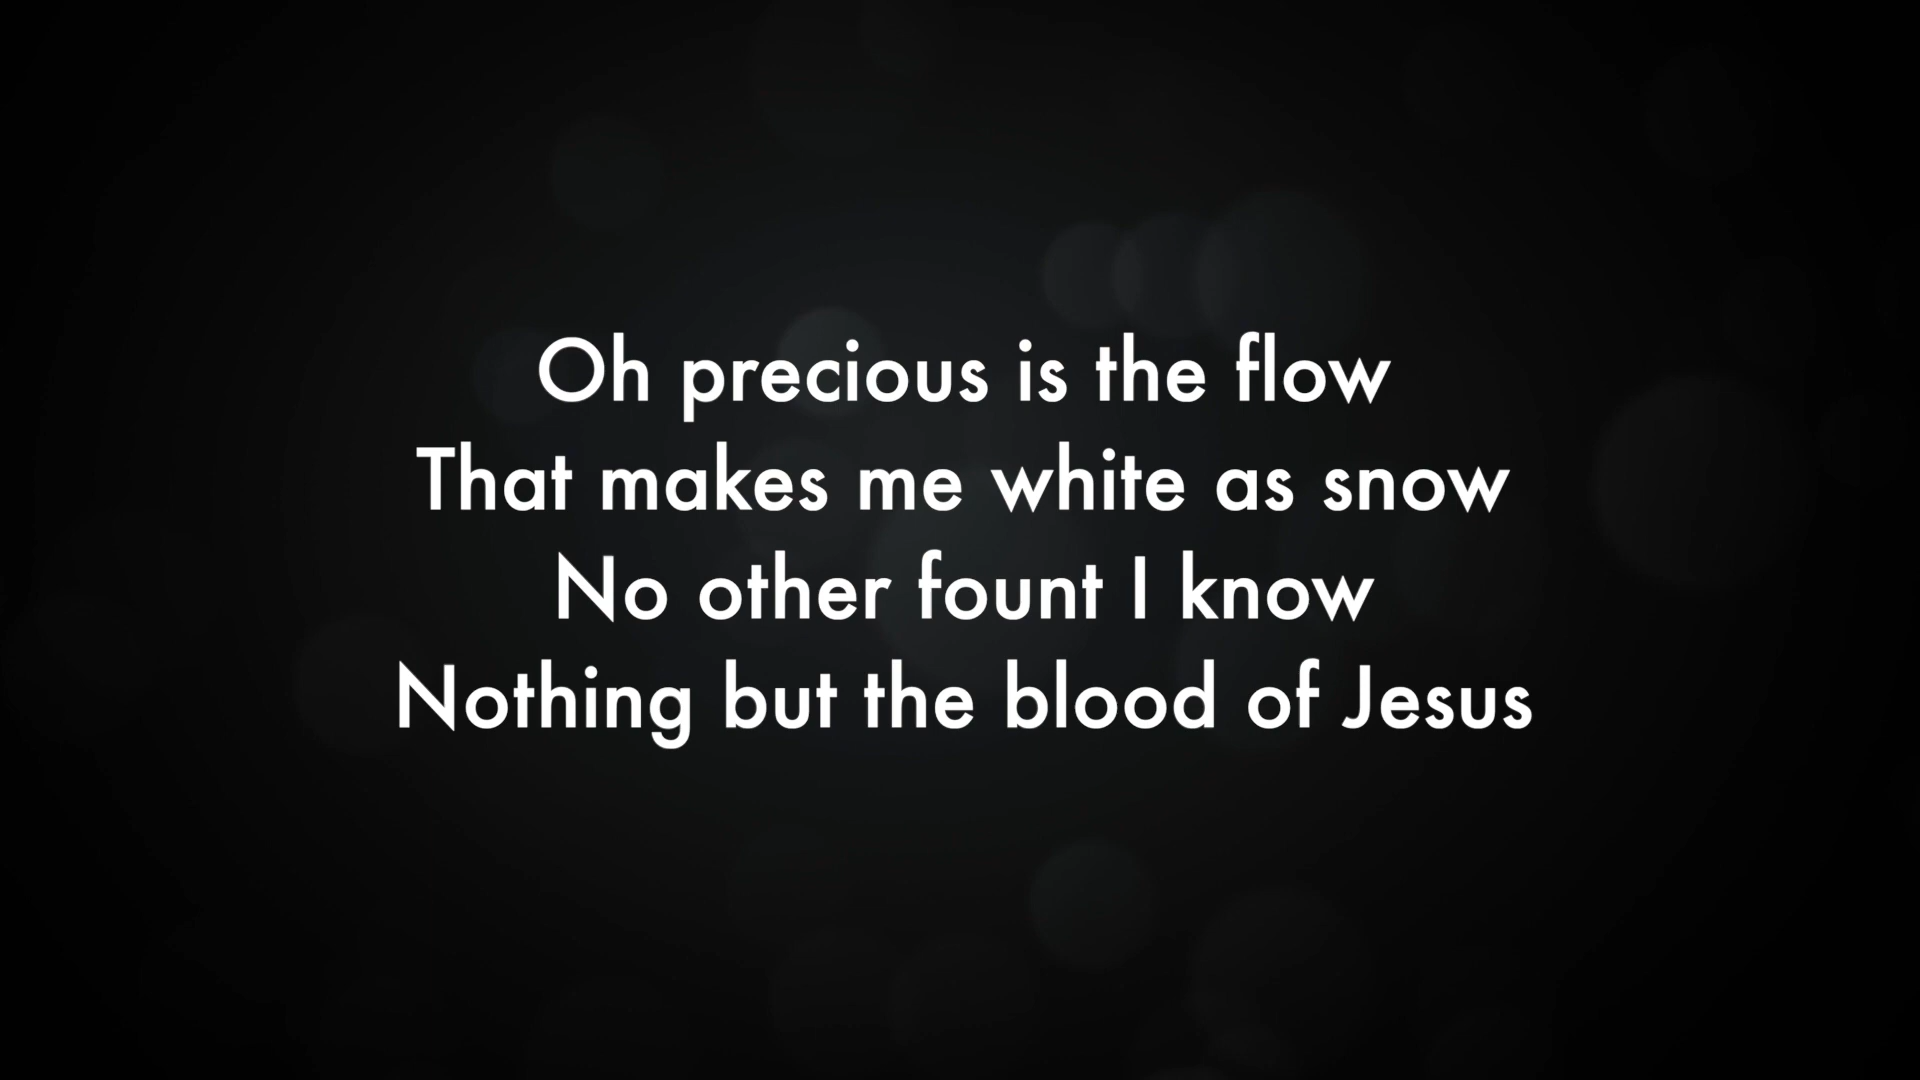 Oh precious is the flow
That makes me white as snow
No other fount I know
Nothing but the blood of Jesus